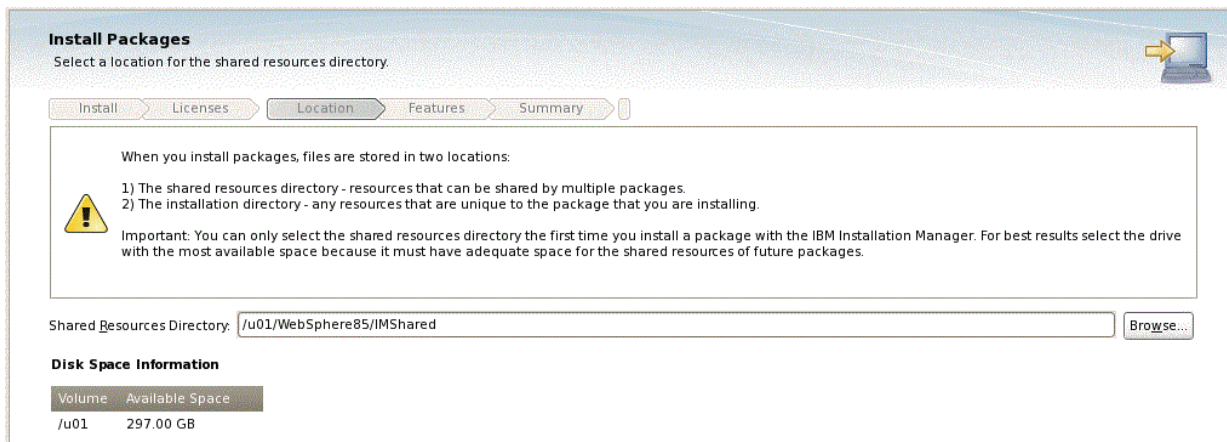 Install Packages
Select a location for the shared resources directory.
Install Licenses Location Features Summary
When you install packages, files are stored in two locations:
1) The shared resources directory - resources that can be shared by multiple packages.
2) The installation directory - any resources that are unique to the package that you are installing.
Important: You can only select the shared resources directory the first time you install a package with the IBM Installation Manager. For best results select the drive
with the most available space because it must have adequate space for the shared resources of future packages.
Shared Resources Directory: /u01/WebSphere85/IMShared Browse...
Disk Space Information
Volume Available Space
/u01 297.00 GB